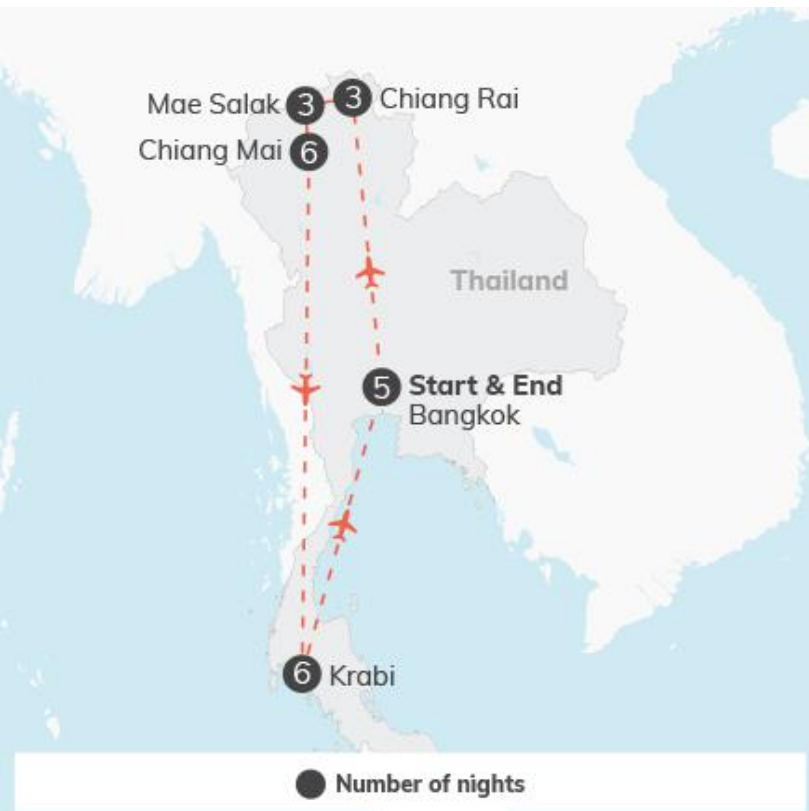 Mae Salak 3 3 Chiang Rai
Chiang Mai 6
Thailand
5 Start & End
Bangkok
6 Krabi
Number of nights